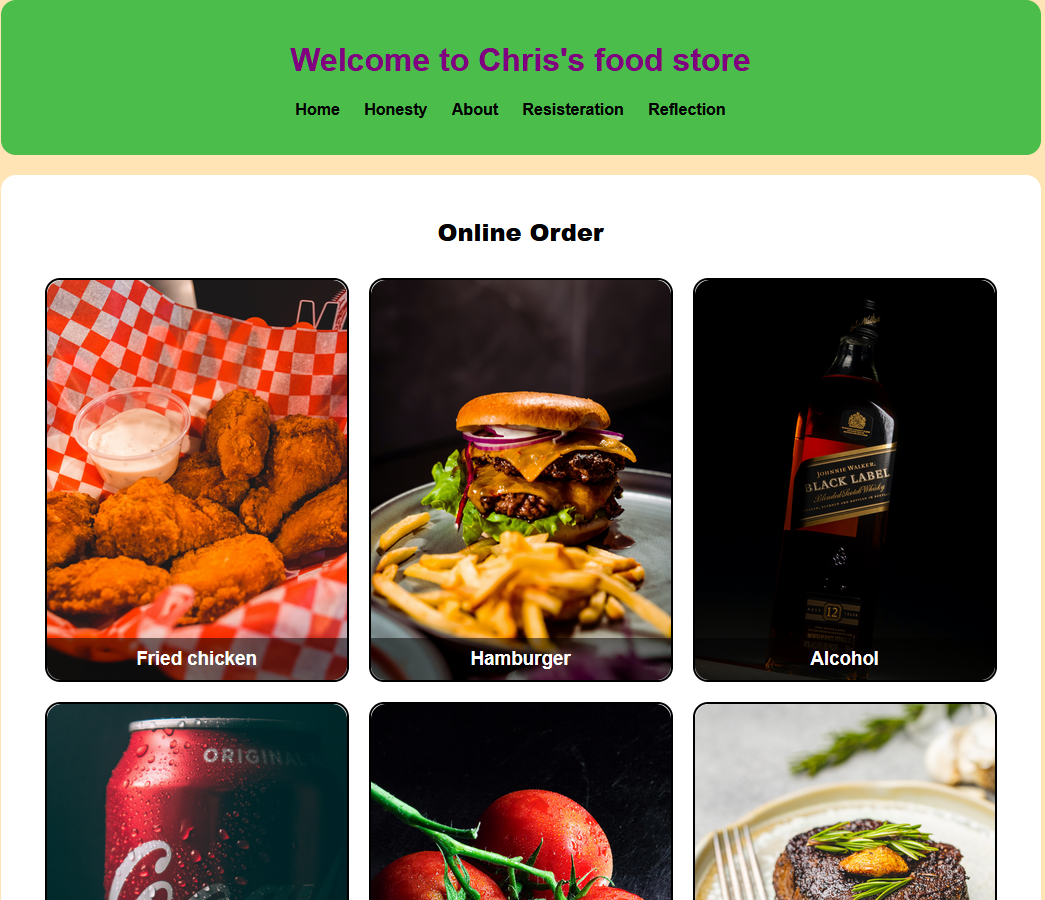 Welcome to Chris's food store
Home Honesty About Resisteration Reflection
Online Order
JOHNNIE WALKER.
BLACK LABEL
Blended Scotch Whisky
12
Fried chicken
Hamburger
Alcohol
ORIGINAL